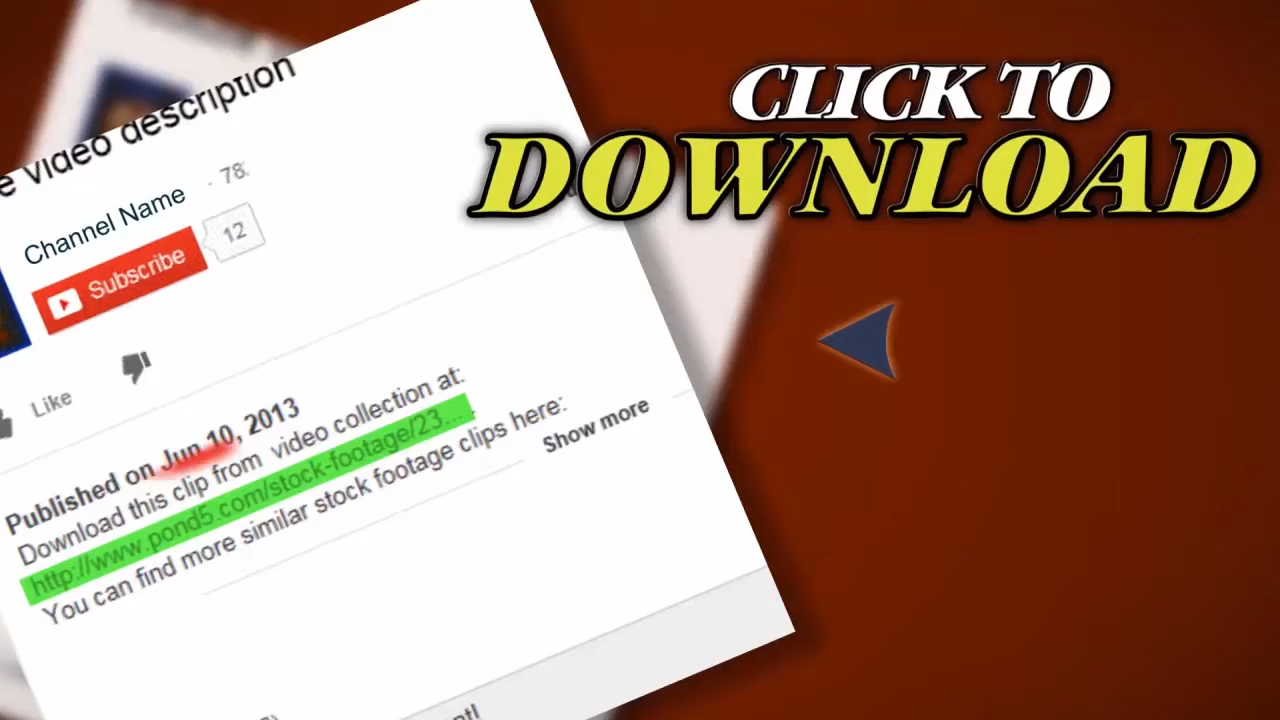 CLICK TO
DOWNLOAD
video description
Channel Name
78
Subscribe
12
Like
Published on Jun 10, 2013
Download this clip from video collection at:
http://www.pond5.com/stock-footage/23...
You can find more similar stock footage clips here:
Show more